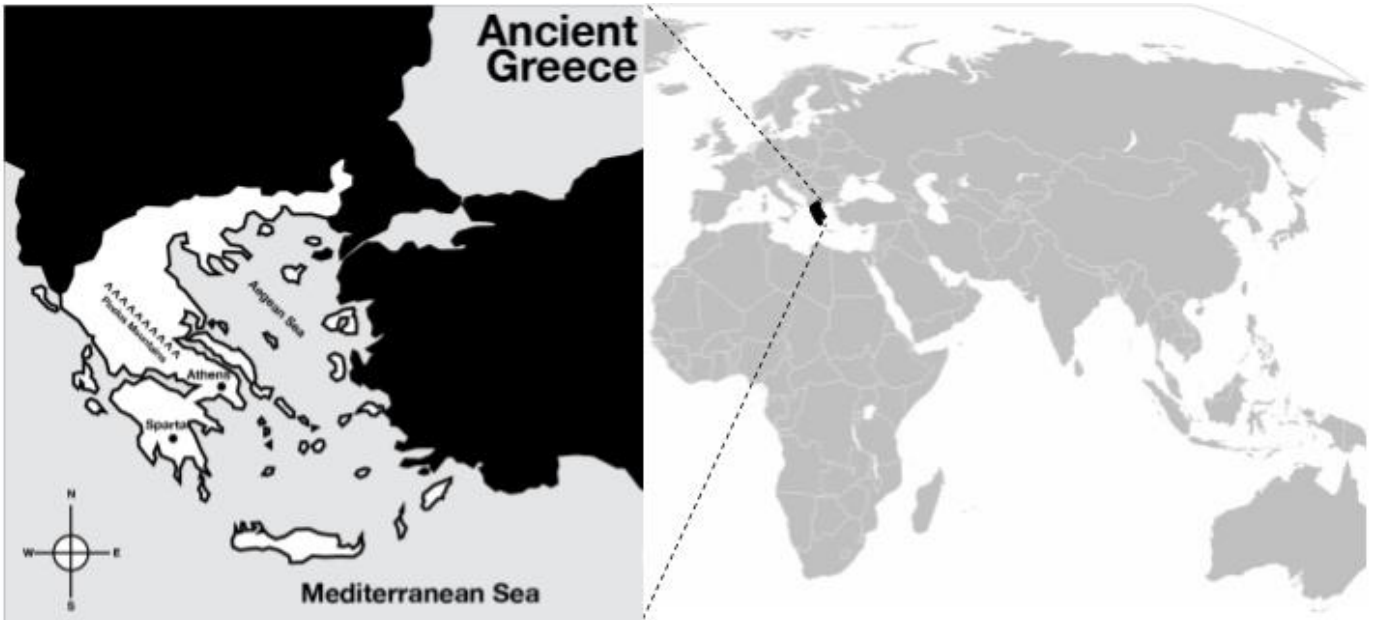 Ancient
Greece
Aegean Sea
Pindus Mountains
Athens
Sparta
N
W
E
S
Mediterranean Sea